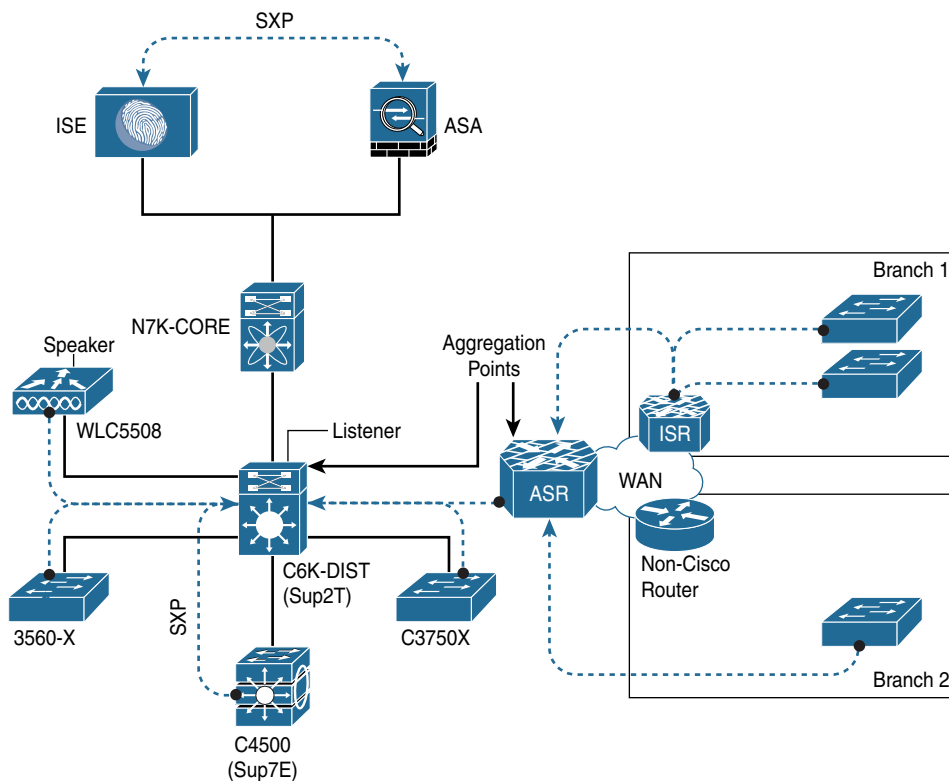 SXP
ISE
ASA
N7K-CORE
Branch 1
Speaker
Aggregation
Points
WLC5508
Listener
ISR
WAN
ASR
Non-Cisco
Router
C6K-DIST
(Sup2T)
3560-X
SXP
C3750X
C4500
(Sup7E)
Branch 2